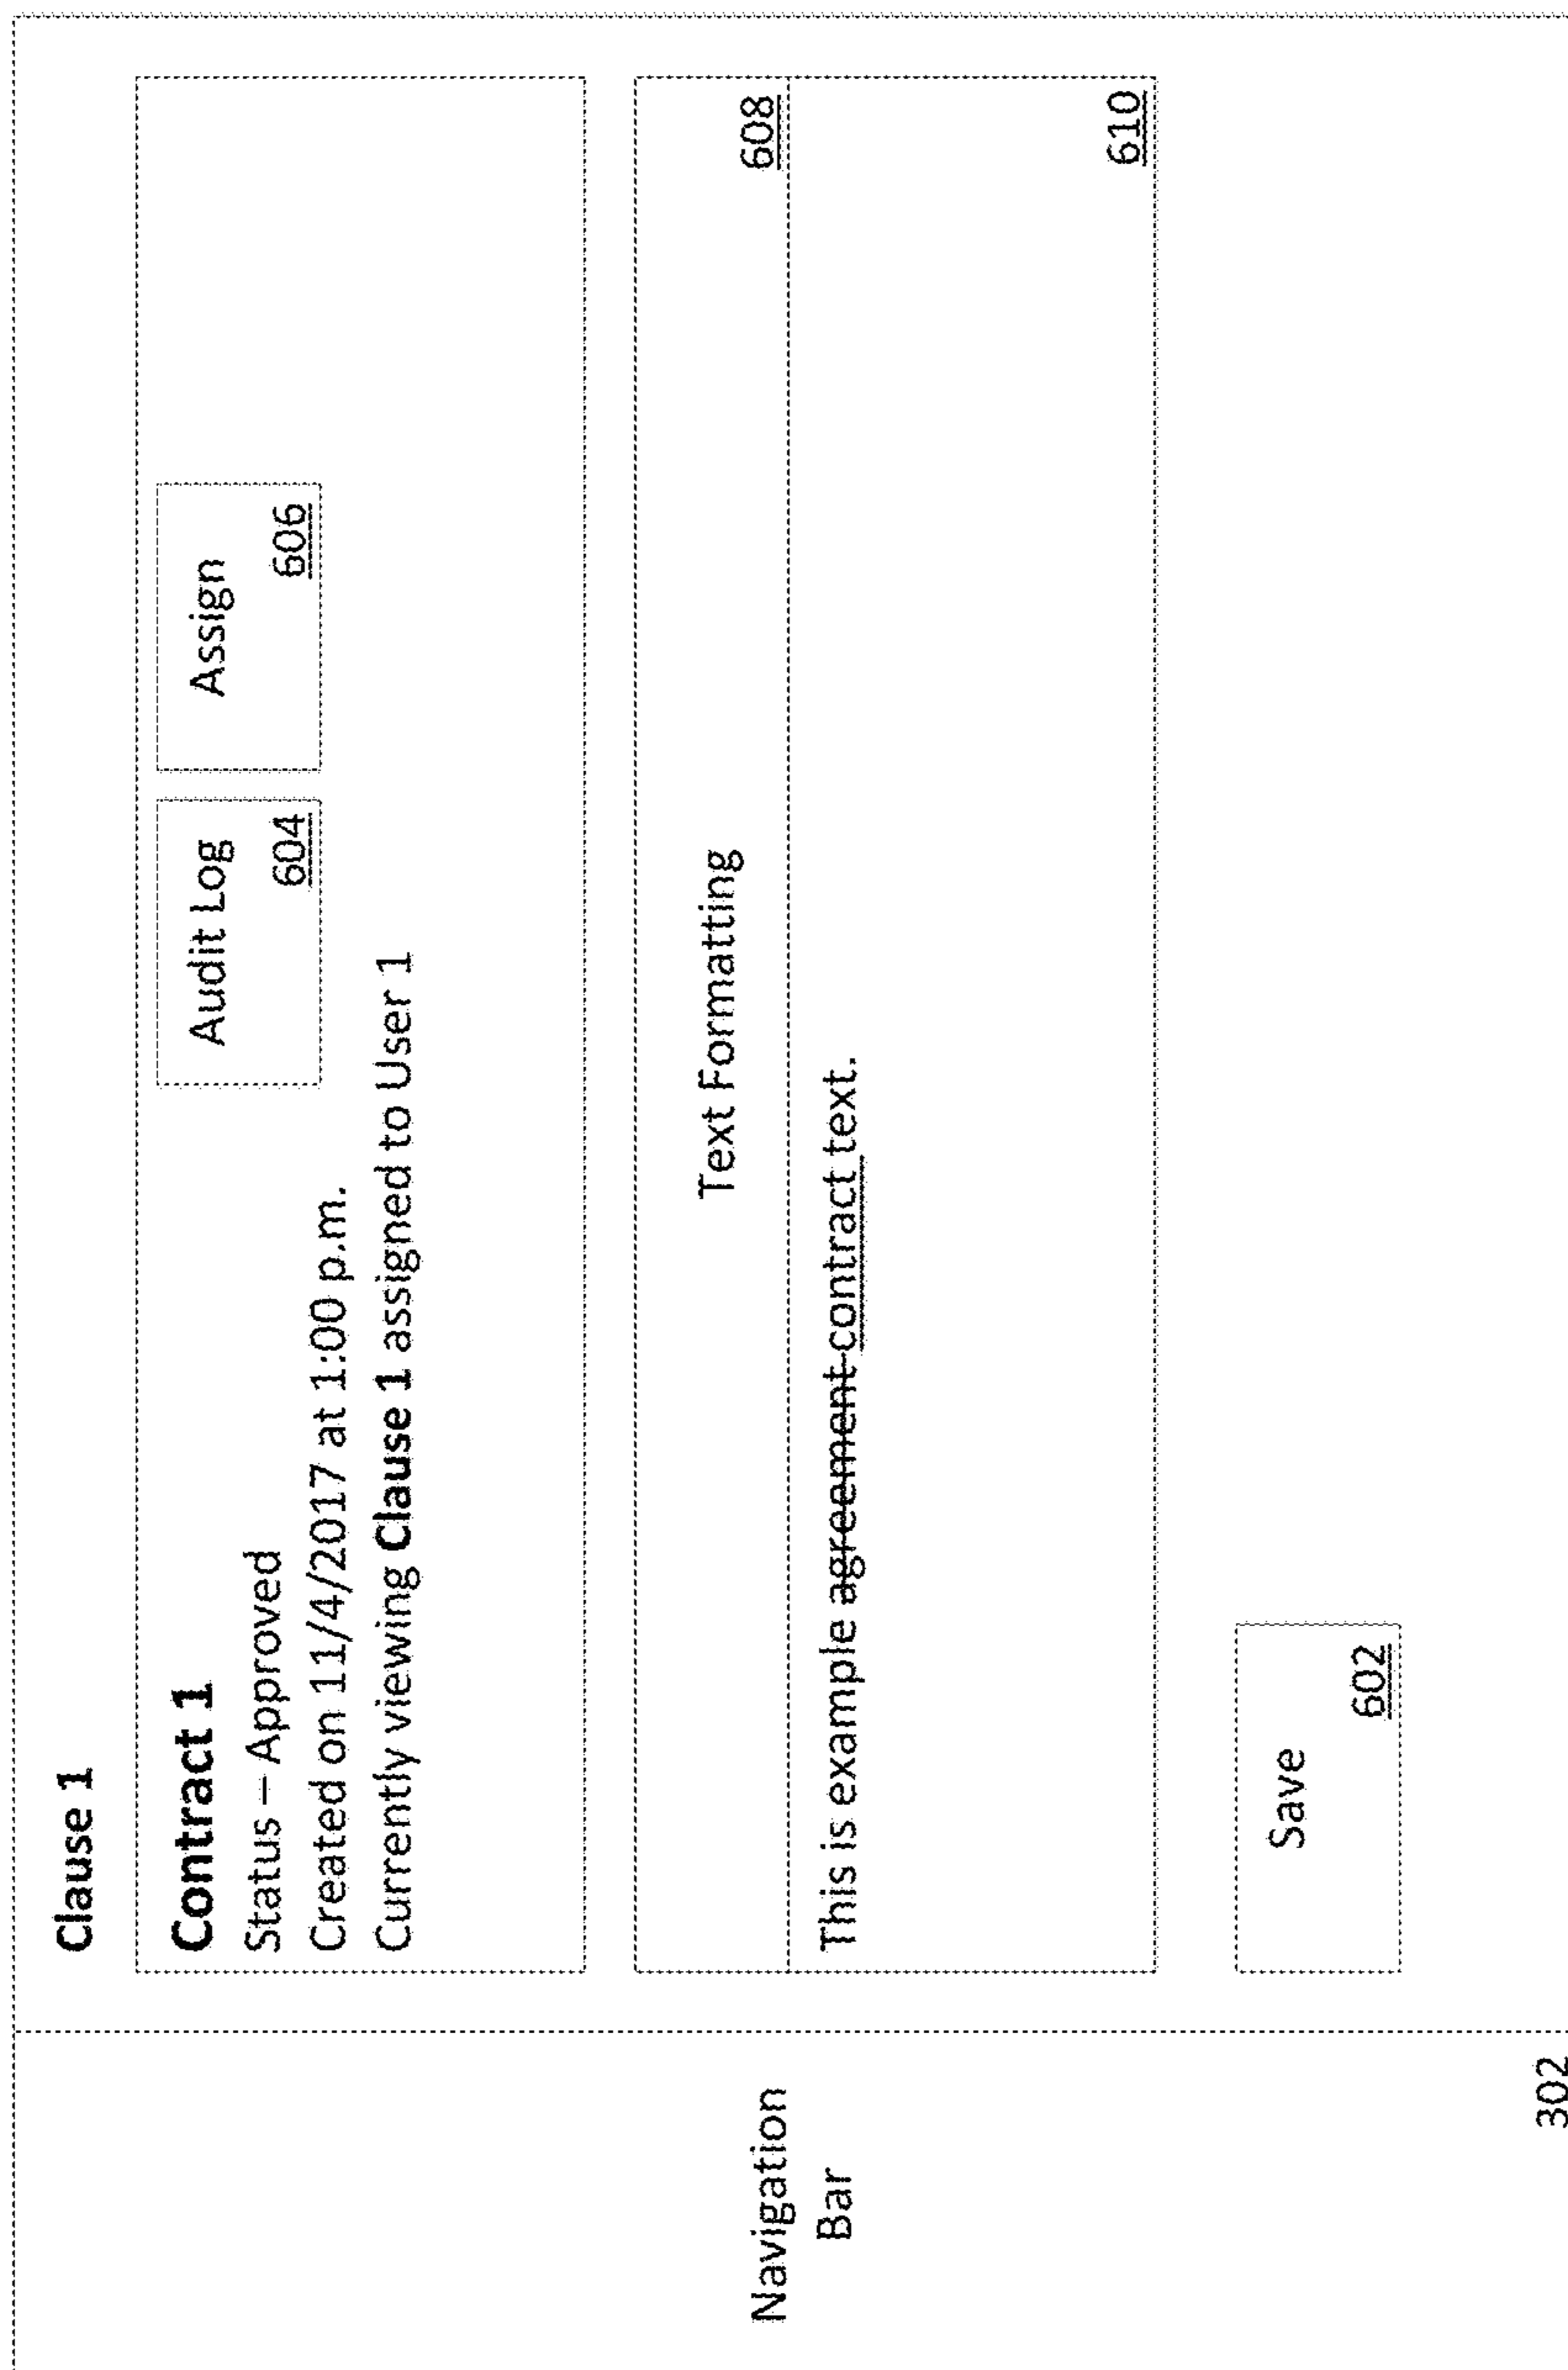 Clause 1
Contract 1
Audit Log
604
Assign
606
Status – Approved
Created on 11/4/2017 at 1:00 p.m.
Currently viewing Clause 1 assigned to User 1
Text Formatting
608
This is example agreement contract text.
610
Save
602
Navigation
Bar
302